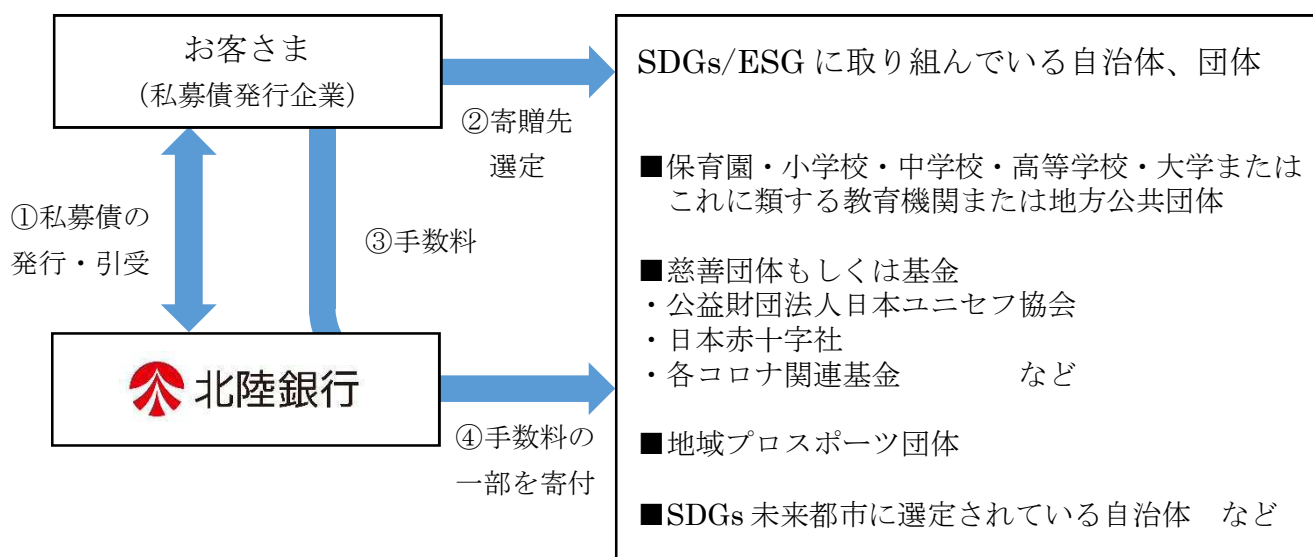 お客さま
（私募債発行企業）
①私募債の
発行・引受
②寄贈先
選定
③手数料
北陸銀行
④手数料の
一部を寄付
SDGs/ESG に取り組んでいる自治体、団体
■保育園・小学校・中学校・高等学校・大学または
これに類する教育機関または地方公共団体
■慈善団体もしくは基金
・公益財団法人日本ユニセフ協会
・日本赤十字社
・各コロナ関連基金　　　　など
■地域プロスポーツ団体
■SDGs 未来都市に選定されている自治体　など